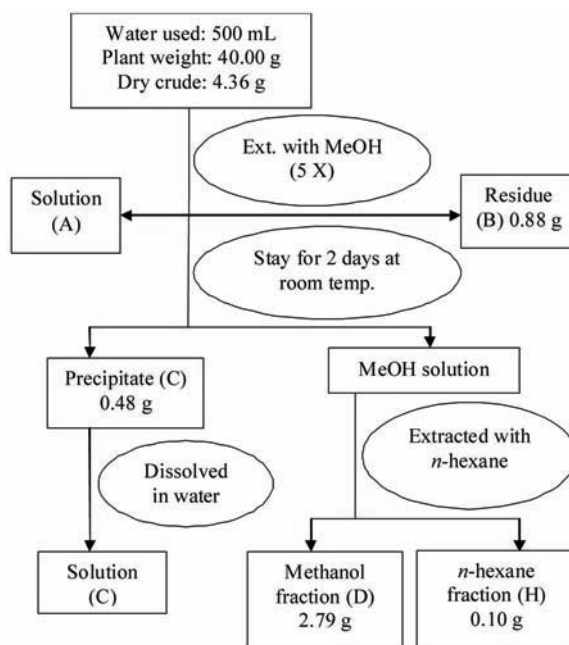 Water used: 500 mL
Plant weight: 40.00 g
Dry crude: 4.36 g
Ext. with MeOH
(5 X)
Solution
(A)
Residue
(B) 0.88 g
Stay for 2 days at
room temp.
Precipitate (C)
0.48 g
MeOH solution
Dissolved
in water
Extracted with
n-hexane
Solution
(C)
Methanol
fraction (D)
2.79 g
n-hexane
fraction (H)
0.10 g